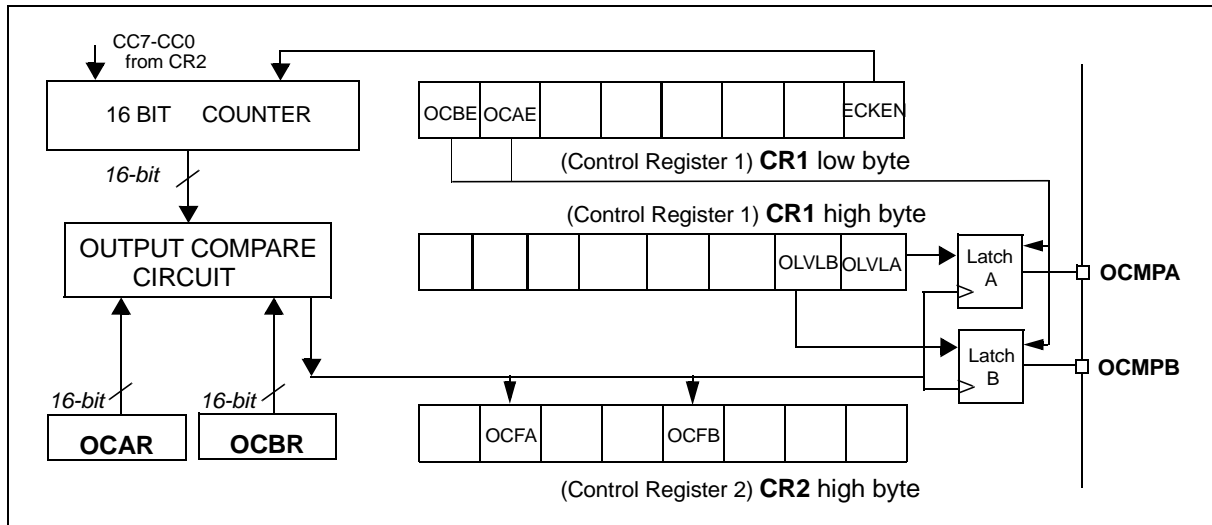 CC7-CC0
from CR2
16 BIT COUNTER
16-bit
OUTPUT COMPARE
CIRCUIT
16-bit
16-bit
OCAR
OCBR
OCBE OCAE ECKEN
(Control Register 1) CR1 low byte
(Control Register 1) CR1 high byte
OLVLB OLVLA
Latch
A
OCMPA
Latch
B
OCMPB
OCFA OCFB
(Control Register 2) CR2 high byte